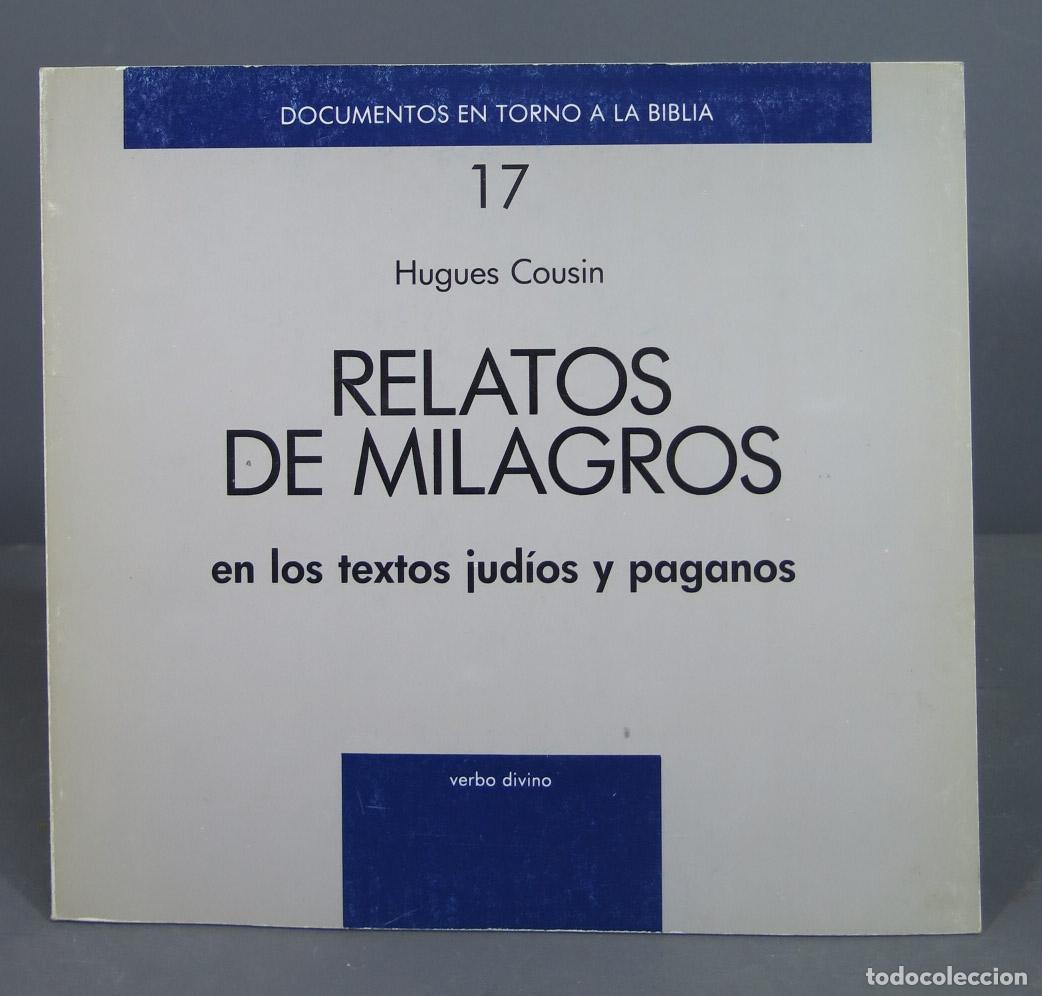 DOCUMENTOS EN TORNO A LA BIBLIA
17
Hugues Cousin
RELATOS
DE MILAGROS
en los textos judíos y paganos
verbo divino
todocoleccion